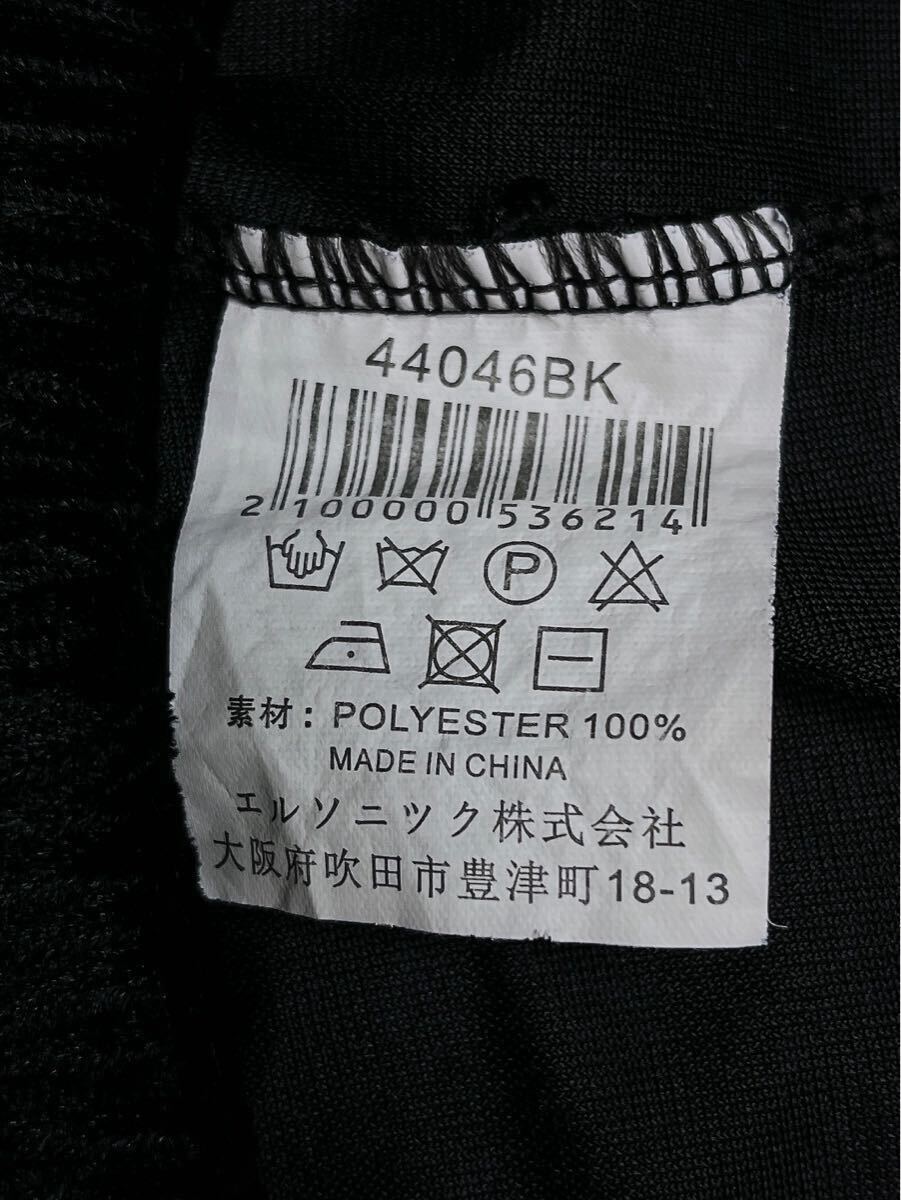 44046BK
2 100000 536214
P
素材: POLYESTER 100%
MADE IN CHINA
エルソニツク株式会社
大阪府吹田市豊津町18-13